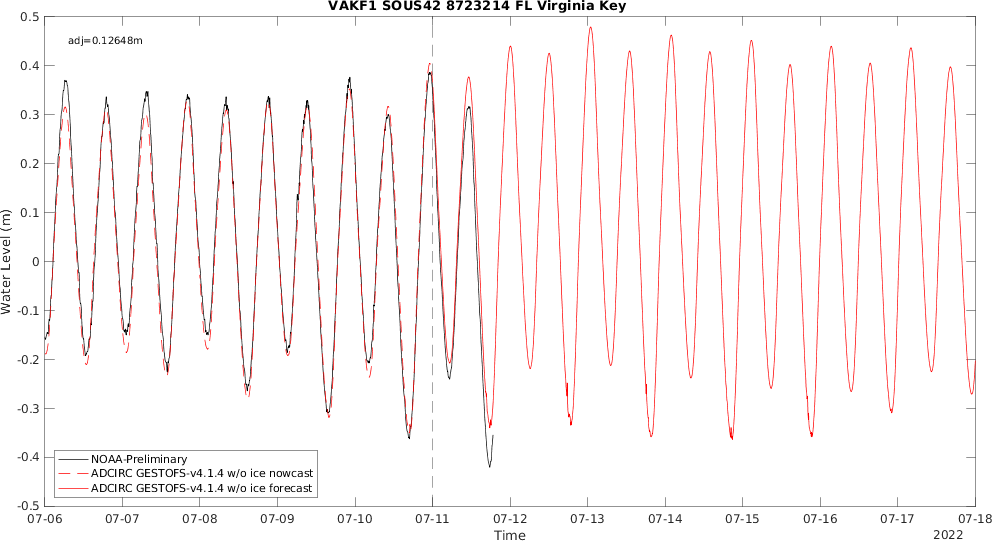 VAKF1 SOUS42 8723214 FL Virginia Key
adj=0.12648m
0.5
0.4
0.3
0.2
0.1
0
-0.1
-0.2
-0.3
-0.4
-0.5
Water Level (m)
NOAA-Preliminary
ADCIRC GESTOFS-v4.1.4 w/o ice nowcast
ADCIRC GESTOFS-v4.1.4 w/o ice forecast
07-06 07-07 07-08 07-09 07-10 07-11 07-12 07-13 07-14 07-15 07-16 07-17 07-18
Time
2022